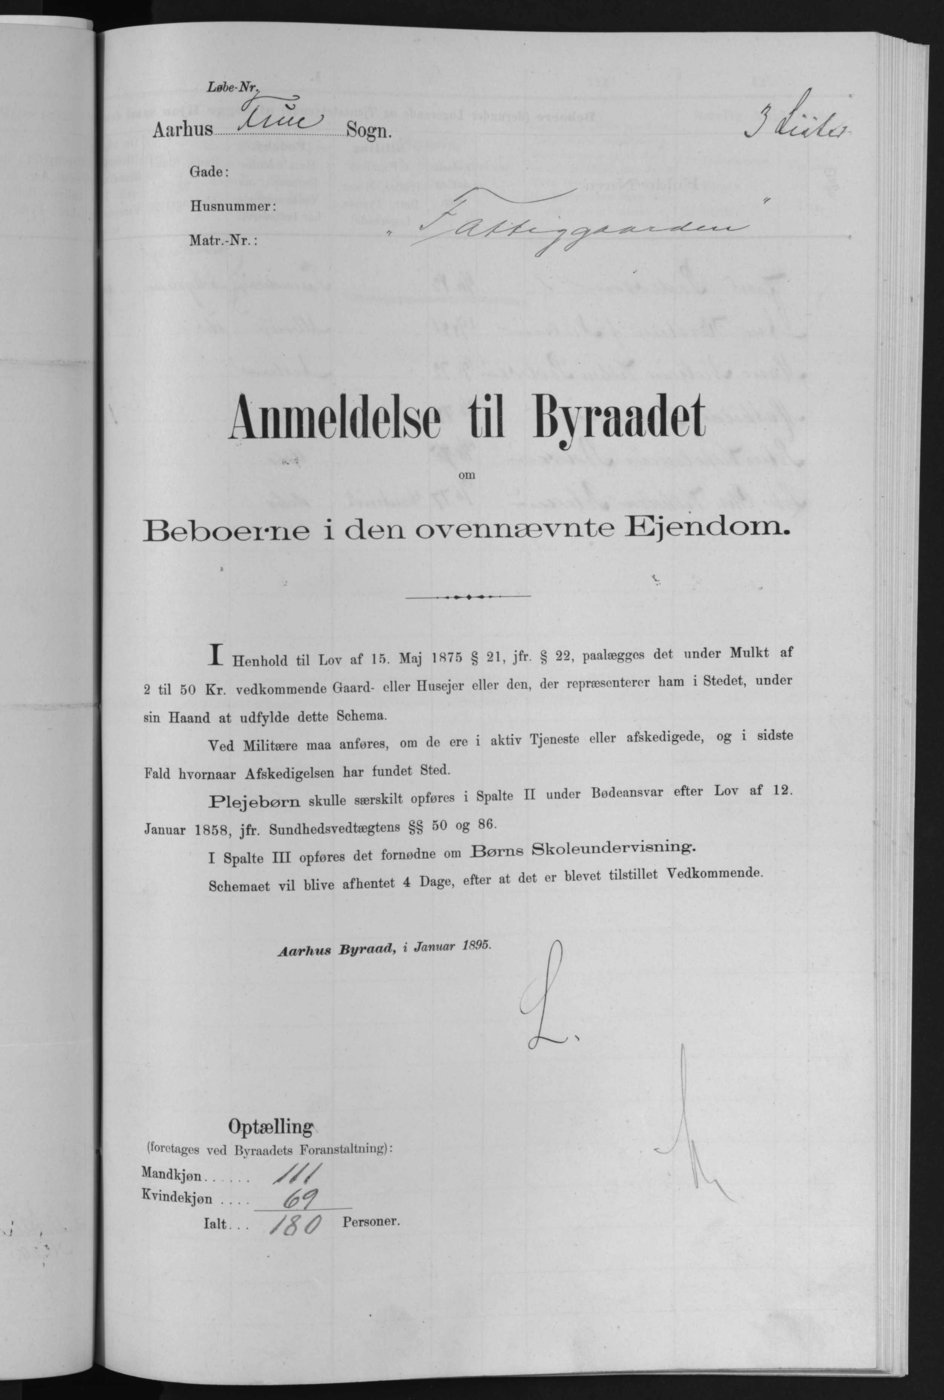 Løbe-Nr.
Aarhus Frue Sogn.
3 Lister
Gade:
Husnummer:
"Fattiggaarden"
Matr.-Nr.:
Anmeldelse til Byraadet
om
Beboerne i den ovennævnte Ejendom.
I Henhold til Lov af 15. Maj 1875 § 21, jfr. § 22, paalægges det under Mulkt af
2 til 50 Kr. vedkommende Gaard- eller Husejer eller den, der repræsenterer ham i Stedet, under
sin Haand at udfylde dette Schema.
Ved Militære maa anføres, om de ere i aktiv Tjeneste eller afskedigede, og i sidste
Fald hvornaar Afskedigelsen har fundet Sted.
Plejebørn skulle særskilt opføres i Spalte II under Bødeansvar efter Lov af 12.
Januar 1858, jfr. Sundhedsvedtægtens §§ 50 og 86.
I Spalte III opføres det fornødne om Børns Skoleundervisning.
Schemaet vil blive afhentet 4 Dage, efter at det er blevet tilstillet Vedkommende.
Aarhus Byraad, i Januar 1895.
L.
Optælling
(foretages ved Byraadets Foranstaltning):
Mandkjøn...... 111
Kvindekjøn .... 69
Ialt... 180 Personer.